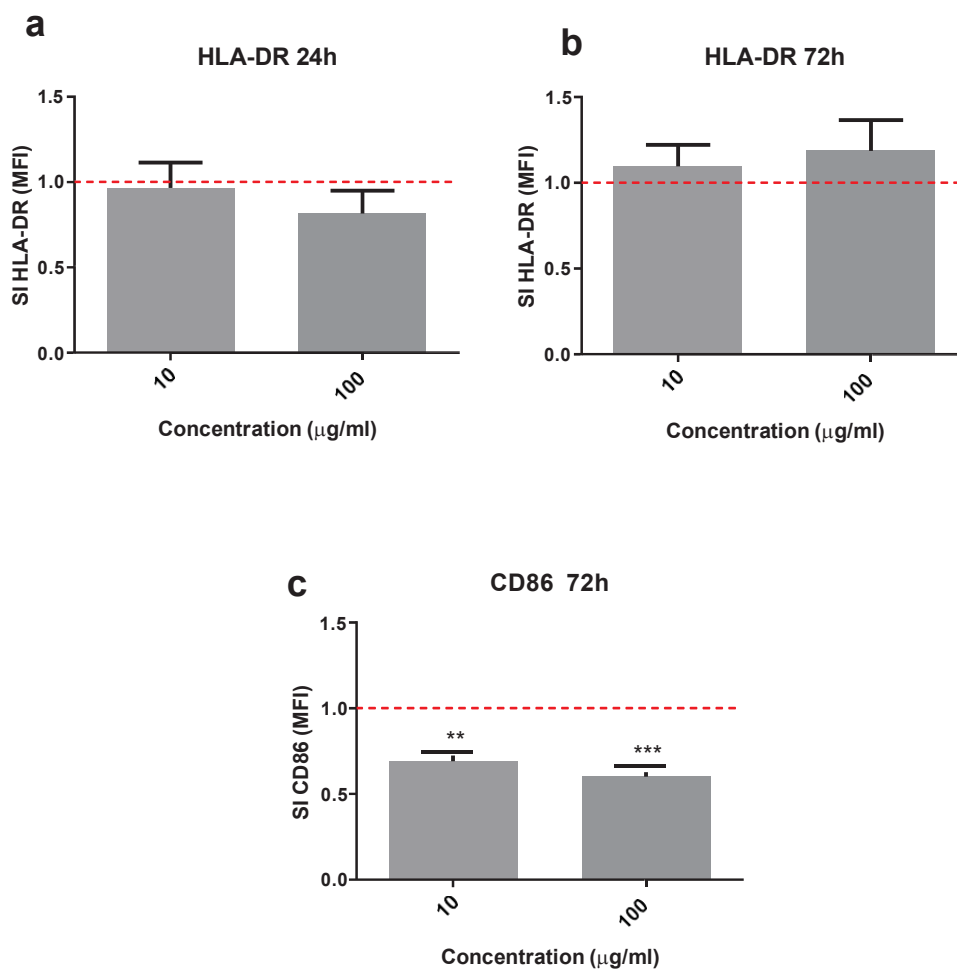 a
HLA-DR 24h
1.5
1.0
0.5
0.0
SI HLA-DR (MFI)
10
100
Concentration (μg/ml)
b
HLA-DR 72h
1.5
1.0
0.5
0.0
SI HLA-DR (MFI)
10
100
Concentration (μg/ml)
c
CD86 72h
1.5
1.0
0.5
0.0
SI CD86 (MFI)
**
***
10
100
Concentration (μg/ml)